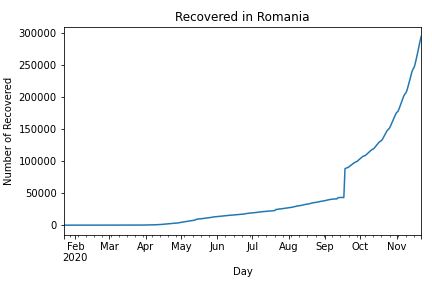 Recovered in Romania
Number of Recovered
300000
250000
200000
150000
100000
50000
0
Feb Mar Apr May Jun Jul Aug Sep Oct Nov
2020
Day